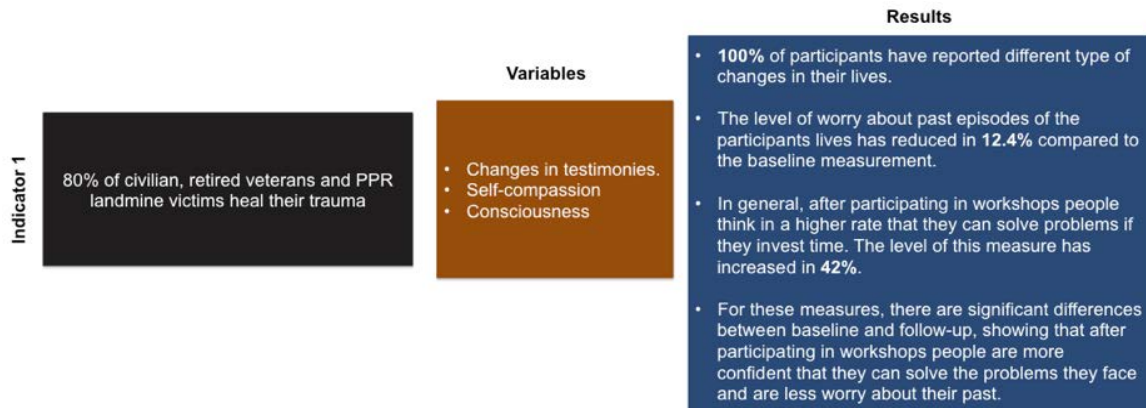 Results
Variables
Indicator 1
80% of civilian, retired veterans and PPR
landmine victims heal their trauma
• Changes in testimonies.
• Self-compassion
• Consciousness
• 100% of participants have reported different type of
changes in their lives.
• The level of worry about past episodes of the
participants lives has reduced in 12.4% compared to
the baseline measurement.
• In general, after participating in workshops people
think in a higher rate that they can solve problems if
they invest time. The level of this measure has
increased in 42%.
• For these measures, there are significant differences
between baseline and follow-up, showing that after
participating in workshops people are more
confident that they can solve the problems they face
and are less worry about their past.